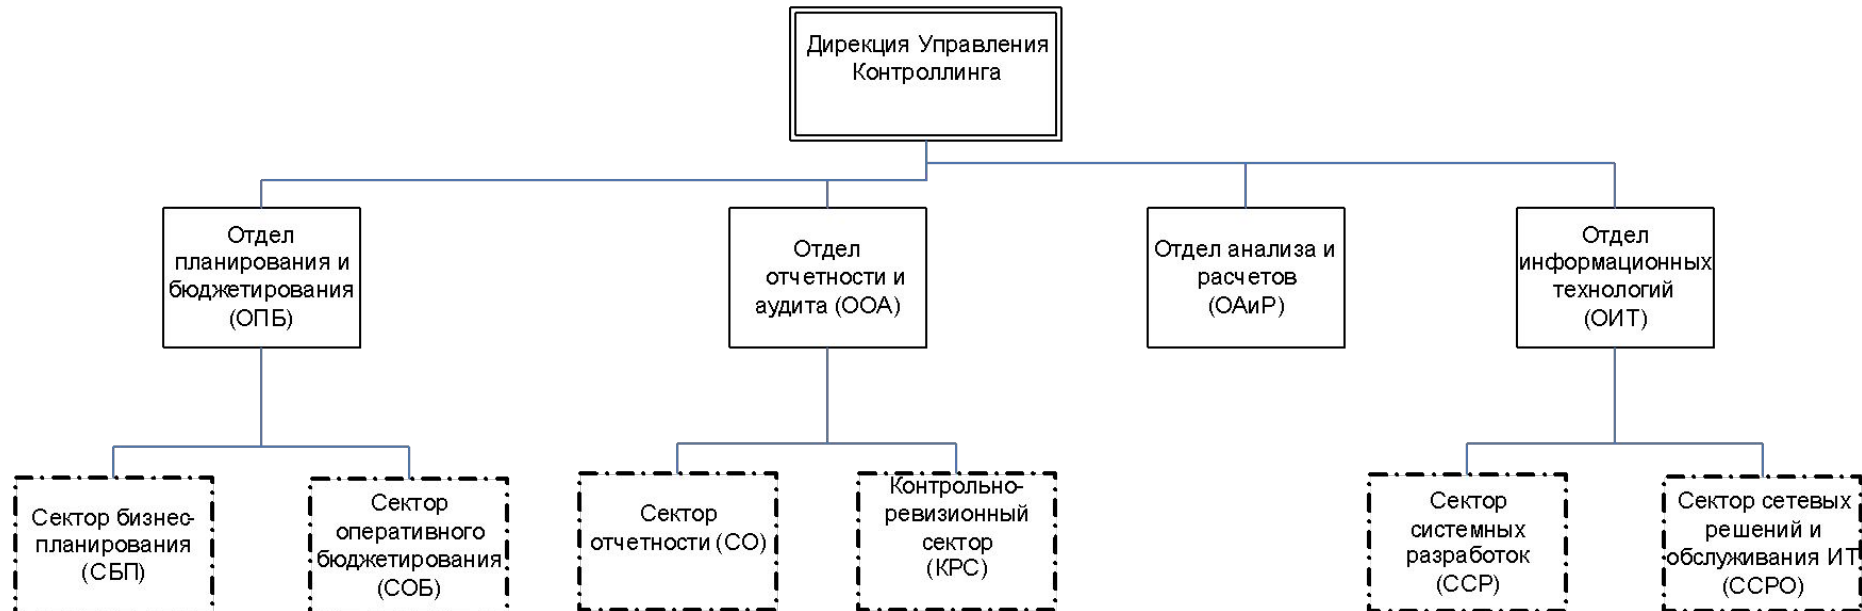 Дирекция Управления
Контроллинга
Отдел
планирования и
бюджетирования
(ОПБ)
Отдел
отчетности и
аудита (ООА)
Отдел анализа и
расчетов
(ОАиР)
Отдел
информационных
технологий
(ОИТ)
Сектор бизнес-
планирования
(СБП)
Сектор
оперативного
бюджетирования
(СОБ)
Сектор
отчетности (СО)
Контрольно-
ревизионный
сектор
(КРС)
Сектор
системных
разработок
(ССР)
Сектор сетевых
решений и
обслуживания ИТ
(ССРО)